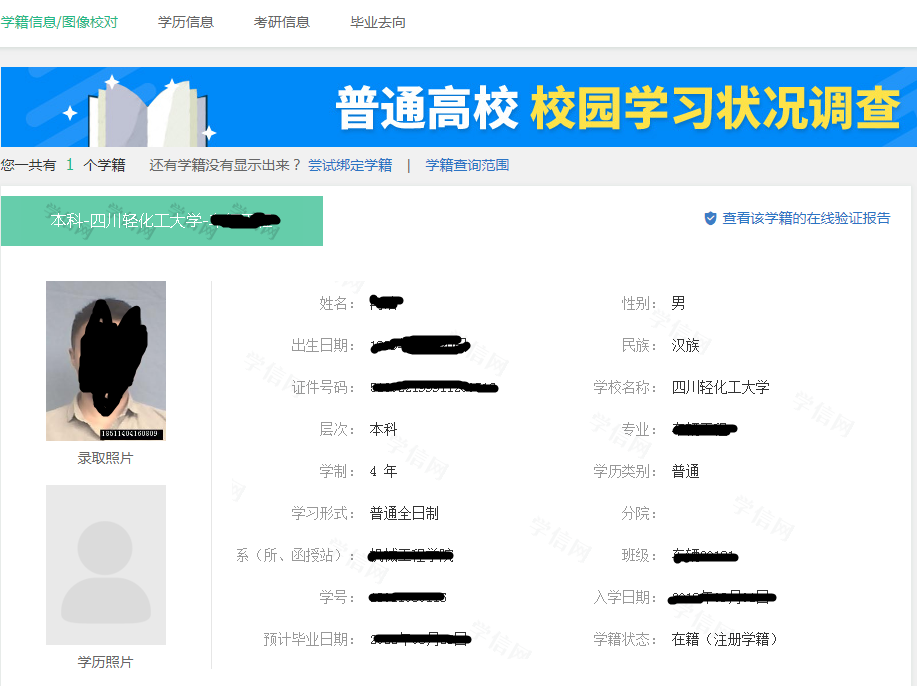 学籍信息/图像校对 学历信息 考研信息 毕业去向
普通高校 校园学习状况调查
您一共有 1 个学籍 还有学籍没有显示出来？ 尝试绑定学籍 | 学籍查询范围
本科-四川轻化工大学-
查看该学籍的在线验证报告
姓名： 性别： 男
出生日期： 民族： 汉族
证件号码： 学校名称： 四川轻化工大学
层次： 本科 专业：
录取照片
学制： 4 年 学历类别： 普通
学习形式： 普通全日制 分院：
系（所、函授站）： 班级：
学号： 入学日期：
预计毕业日期： 学籍状态： 在籍（注册学籍）
学历照片
学信网